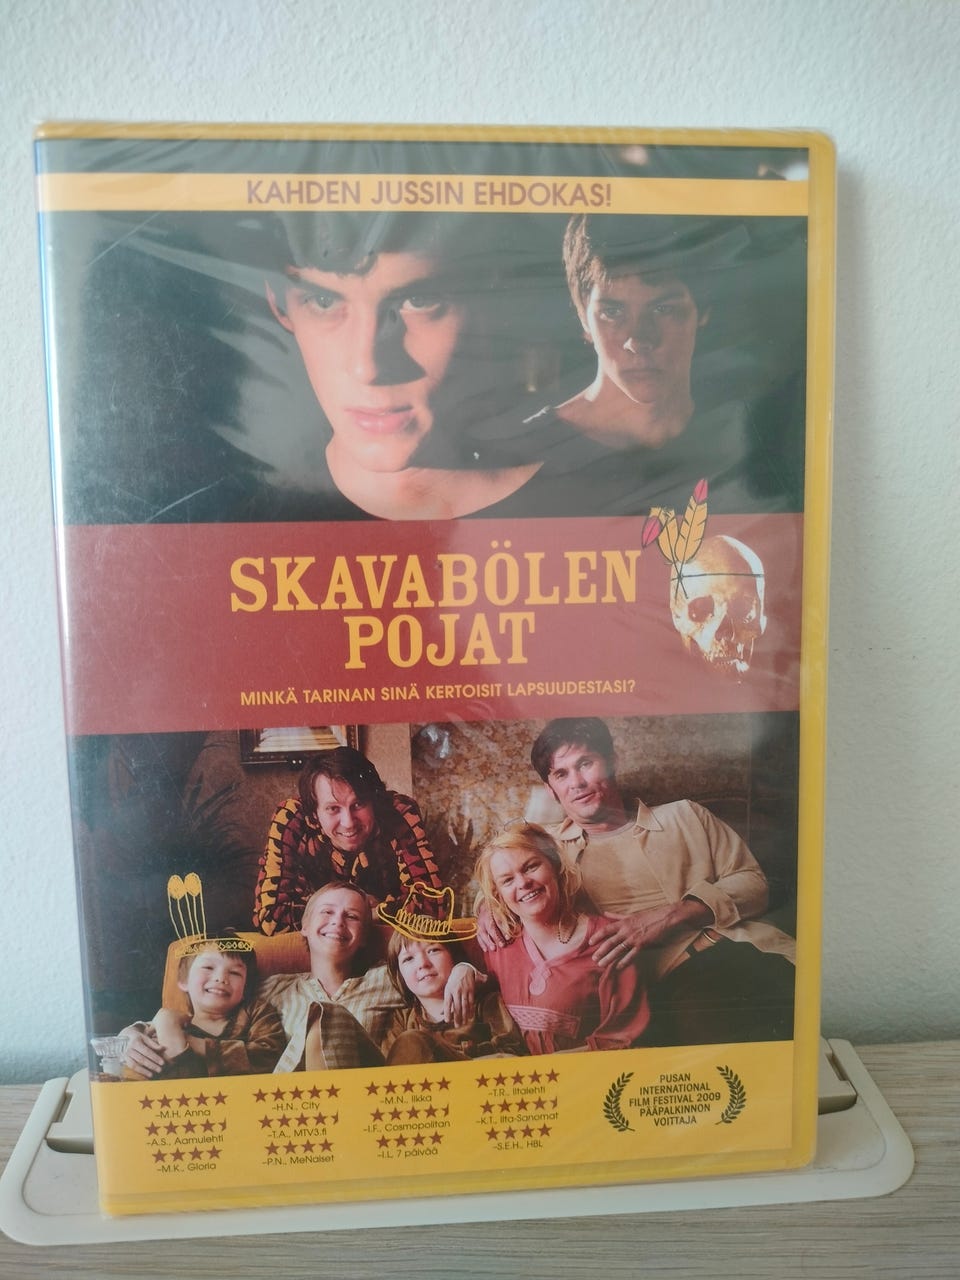 KAHDEN JUSSIN EHDOKAS!
SKAVABÖLEN
POJAT
MINKÄ TARINAN SINÄ KERTOISIT LAPSUUDESTASI?
★★★★★
–M.H. Anna
★★★★★
–A.S., Aamulehti
★★★★
–M.K., Gloria
★★★★★
–H.N., City
–T.A., MTV3.fi
★★★★
–P.N., MeNaiset
★★★★★
–M.N., Ilkka
–I.F., Cosmopolitan
★★★★
–I.L, 7 päivää
★★★★★
–T.R., Iltalehti
–K.T., Ilta-Sanomat
★★★★
–S.E.H., HBL
PUSAN
INTERNATIONAL
FILM FESTIVAL 2009
PÄÄPALKINNON
VOITTAJA